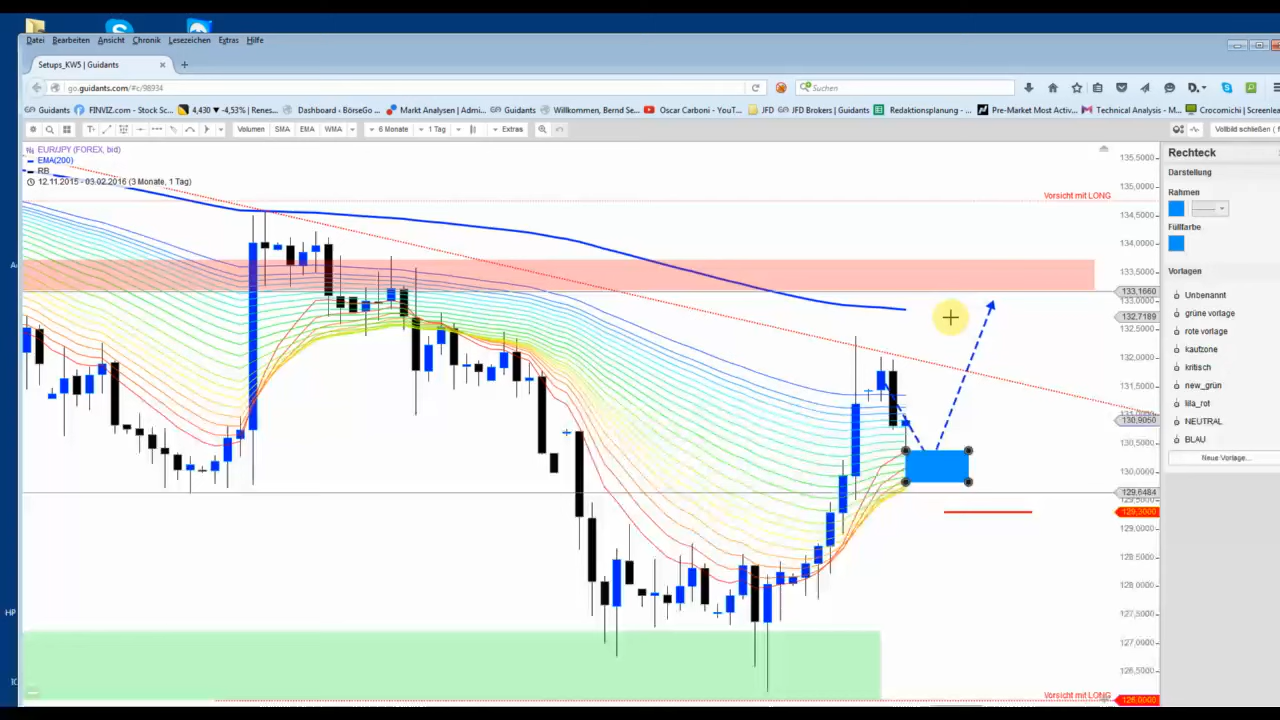 Datei Bearbeiten Ansicht Chronik Lesezeichen Extras Hilfe
Setups_KW5 | Guidants
go.guidants.com/#c/98934
Suchen
Guidants FINVIZ.com - Stock Sc... 4,430 -4,53% (Renes... Dashboard ‹ BörseGo ... Markt Analysen | Admi... Guidants Willkommen, Bernd Se... Oscar Carboni - YouT... JFD JFD Brokers | Guidants Redaktionsplanung - ... Pre-Market Most Activ... Technical Analysis - M... Crocomicha | Screenlea
Volumen SMA EMA WMA 6 Monate 1 Tag Extras Vollbild schließen (
EUR/JPY (FOREX, bid)
EMA(200)
RB
12.11.2015 - 03.02.2016 (3 Monate, 1 Tag)
Vorsicht mit LONG
135,5000
135,0000
134,5000
134,0000
133,5000
133,1660
133,0000
132,7189
132,5000
132,0000
131,5000
130,9050
130,5000
130,0000
129,6484
129,3000
129,0000
128,5000
128,0000
127,5000
127,0000
126,5000
Vorsicht mit LONG
126,0000
Rechteck
Darstellung
Rahmen
Füllfarbe
Vorlagen
Unbenannt
grüne vorlage
rote vorlage
kaufzone
kritisch
new_grün
lila_rot
NEUTRAL
BLAU
Neue Vorlage...
HP